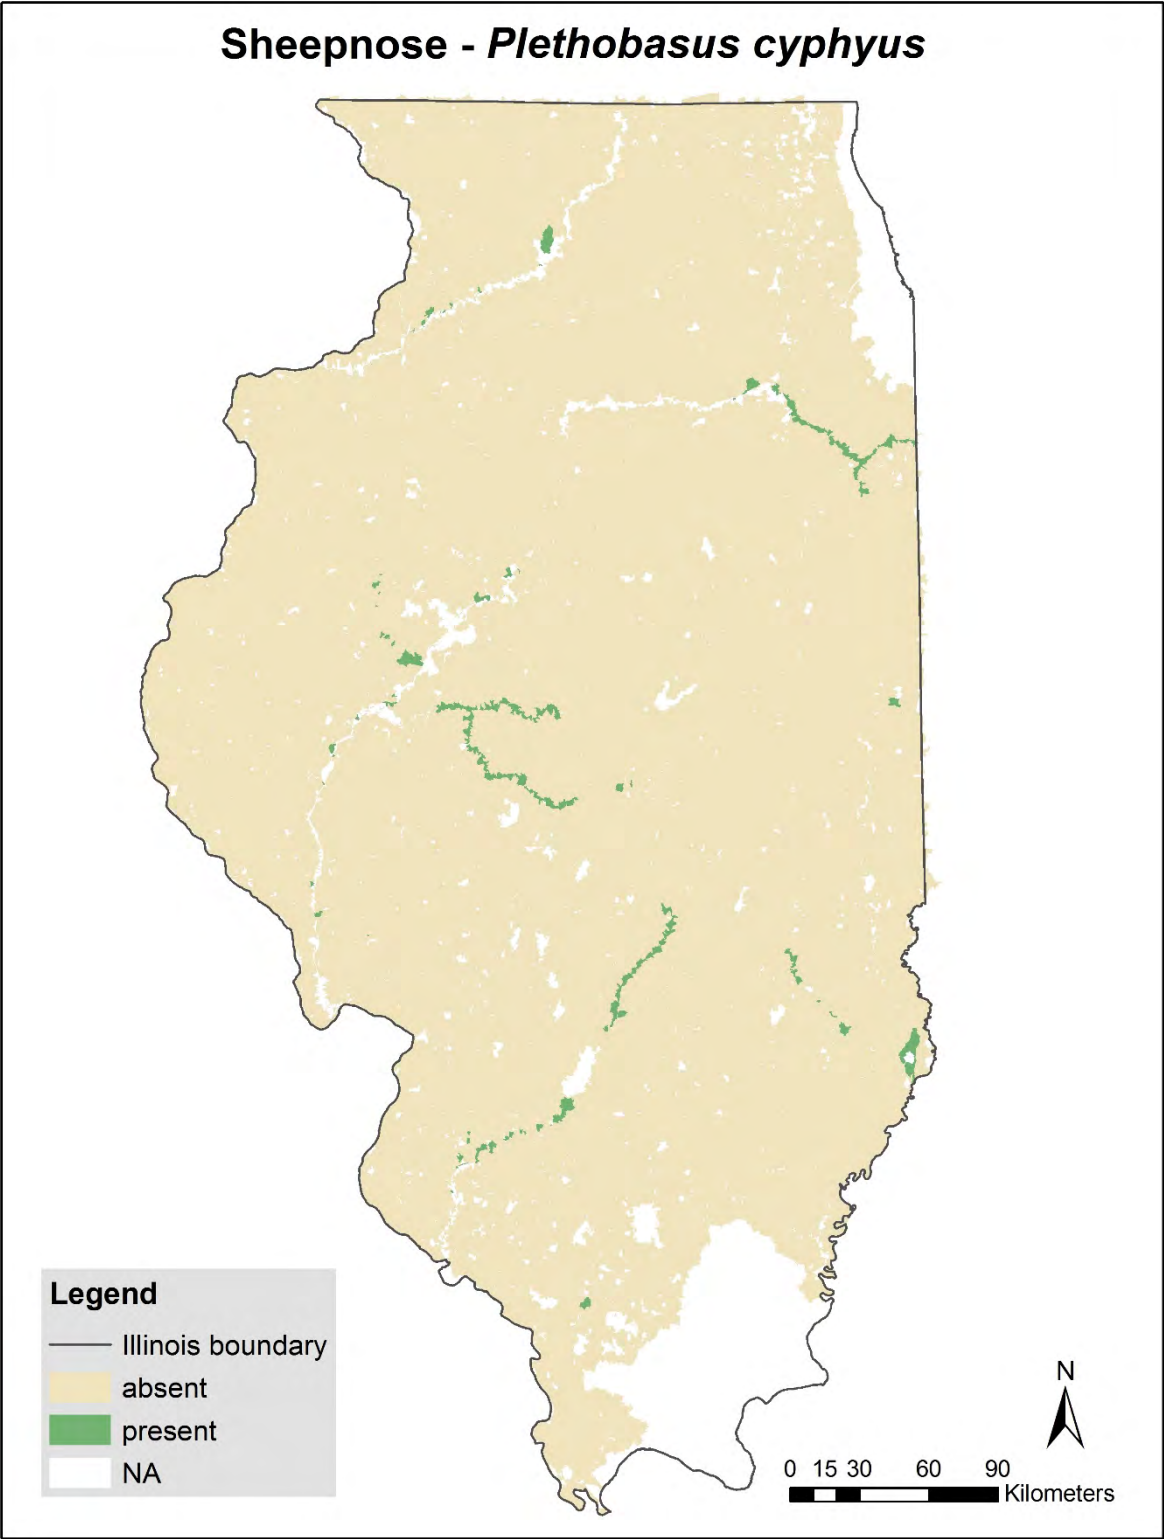 Sheepnose - Plethobasus cyphyus
Legend
Illinois boundary
absent
present
NA
N
0 15 30 60 90
Kilometers